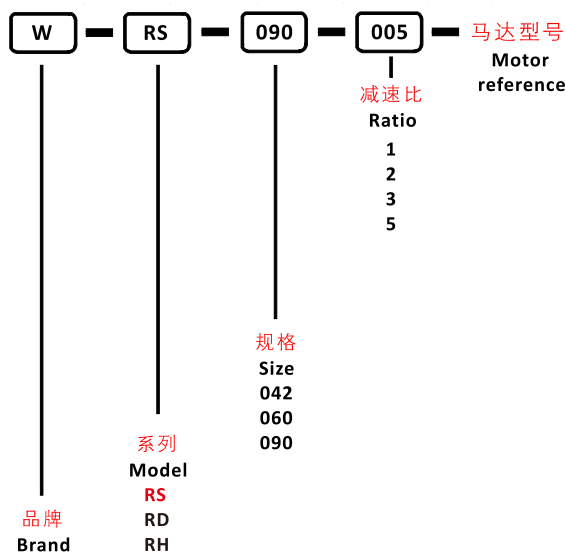 W RS 090 005 马达型号
Motor
reference
减速比
Ratio
1
2
3
5
规格
Size
042
060
090
系列
Model
RS
RD
RH
品牌
Brand